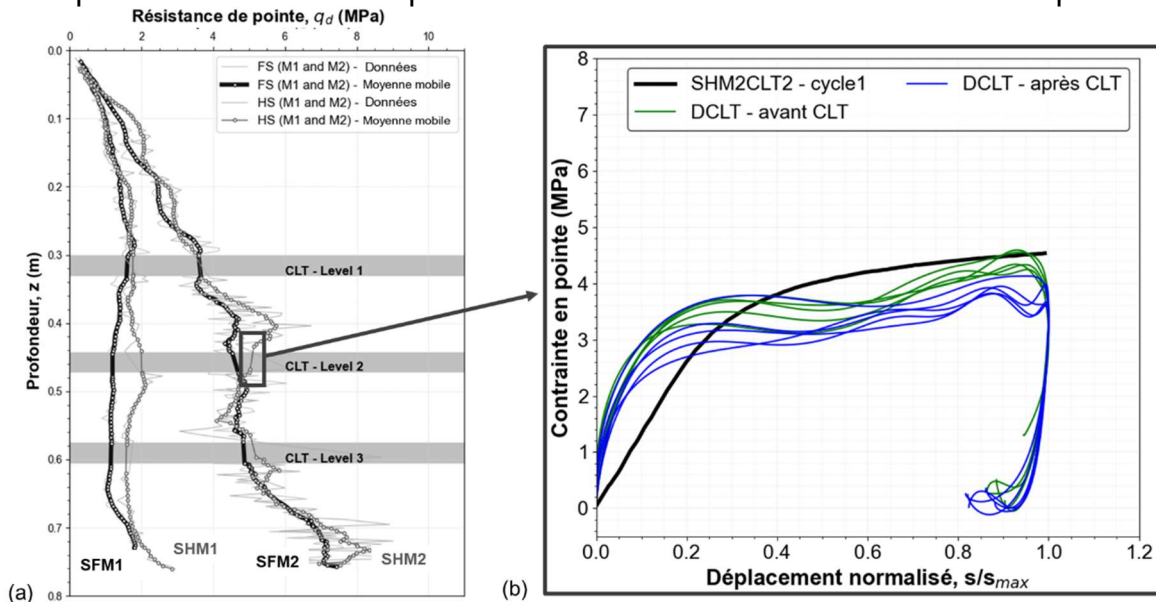 Résistance de pointe, q_d (MPa)
0 2 4 6 8 10
FS (M1 and M2) - Données
FS (M1 and M2) - Moyenne mobile
HS (M1 and M2) - Données
HS (M1 and M2) - Moyenne mobile
Profondeur, z (m)
0.0
0.1
0.2
0.3
0.4
0.5
0.6
0.7
0.8
CLT - Level 1
CLT - Level 2
CLT - Level 3
SFM1
SHM1
SFM2
SHM2
(a)
SHM2CLT2 - cycle1
DCLT - avant CLT
DCLT - après CLT
Contrainte en pointe (MPa)
8
7
6
5
4
3
2
1
0
0.0 0.2 0.4 0.6 0.8 1.0 1.2
Déplacement normalisé, s/s_max
(b)